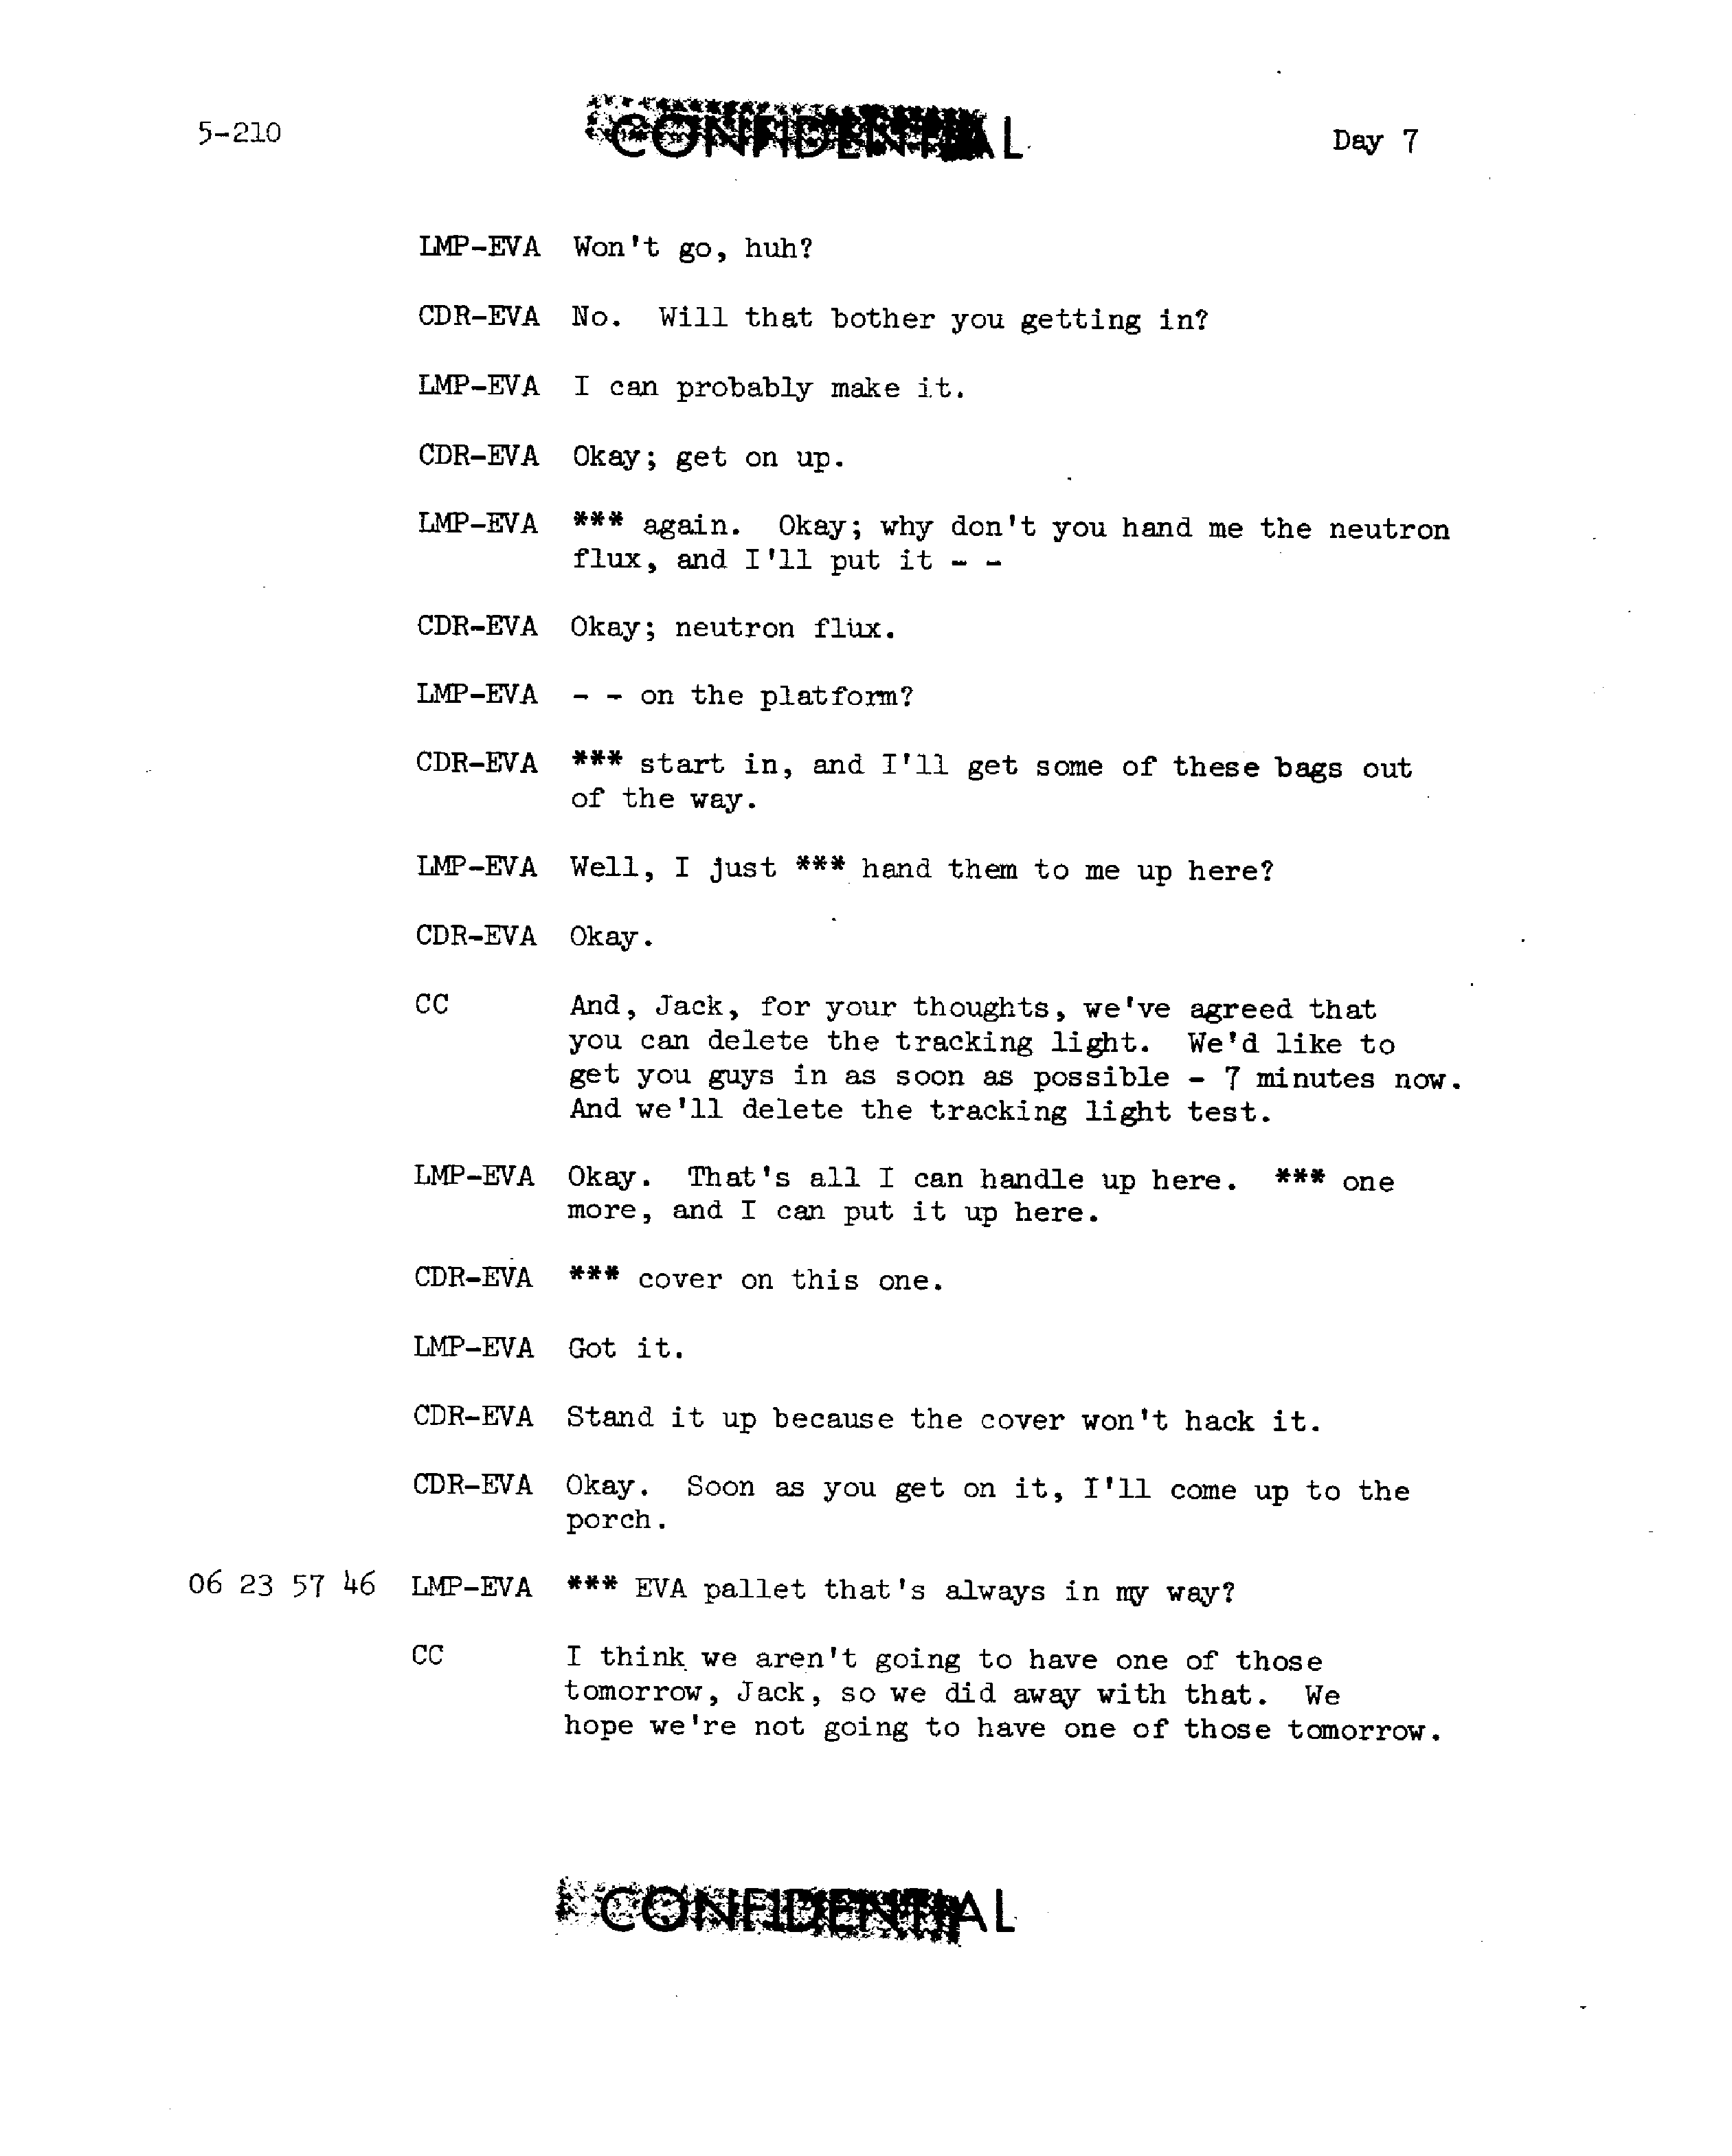 5-210 CONFIDENTIAL Day 7
LMP-EVA Won't go, huh?
CDR-EVA No. Will that bother you getting in?
LMP-EVA I can probably make it.
CDR-EVA Okay; get on up.
LMP-EVA *** again. Okay; why don't you hand me the neutron
flux, and I'll put it - -
CDR-EVA Okay; neutron flux.
LMP-EVA - - on the platform?
CDR-EVA *** start in, and I'll get some of these bags out
of the way.
LMP-EVA Well, I just *** hand them to me up here?
CDR-EVA Okay.
CC And, Jack, for your thoughts, we've agreed that
you can delete the tracking light. We'd like to
get you guys in as soon as possible - 7 minutes now.
And we'll delete the tracking light test.
LMP-EVA Okay. That's all I can handle up here. *** one
more, and I can put it up here.
CDR-EVA *** cover on this one.
LMP-EVA Got it.
CDR-EVA Stand it up because the cover won't hack it.
CDR-EVA Okay. Soon as you get on it, I'll come up to the
porch.
06 23 57 46 LMP-EVA *** EVA pallet that's always in my way?
CC I think we aren't going to have one of those
tomorrow, Jack, so we did away with that. We
hope we're not going to have one of those tomorrow.
CONFIDENTIAL